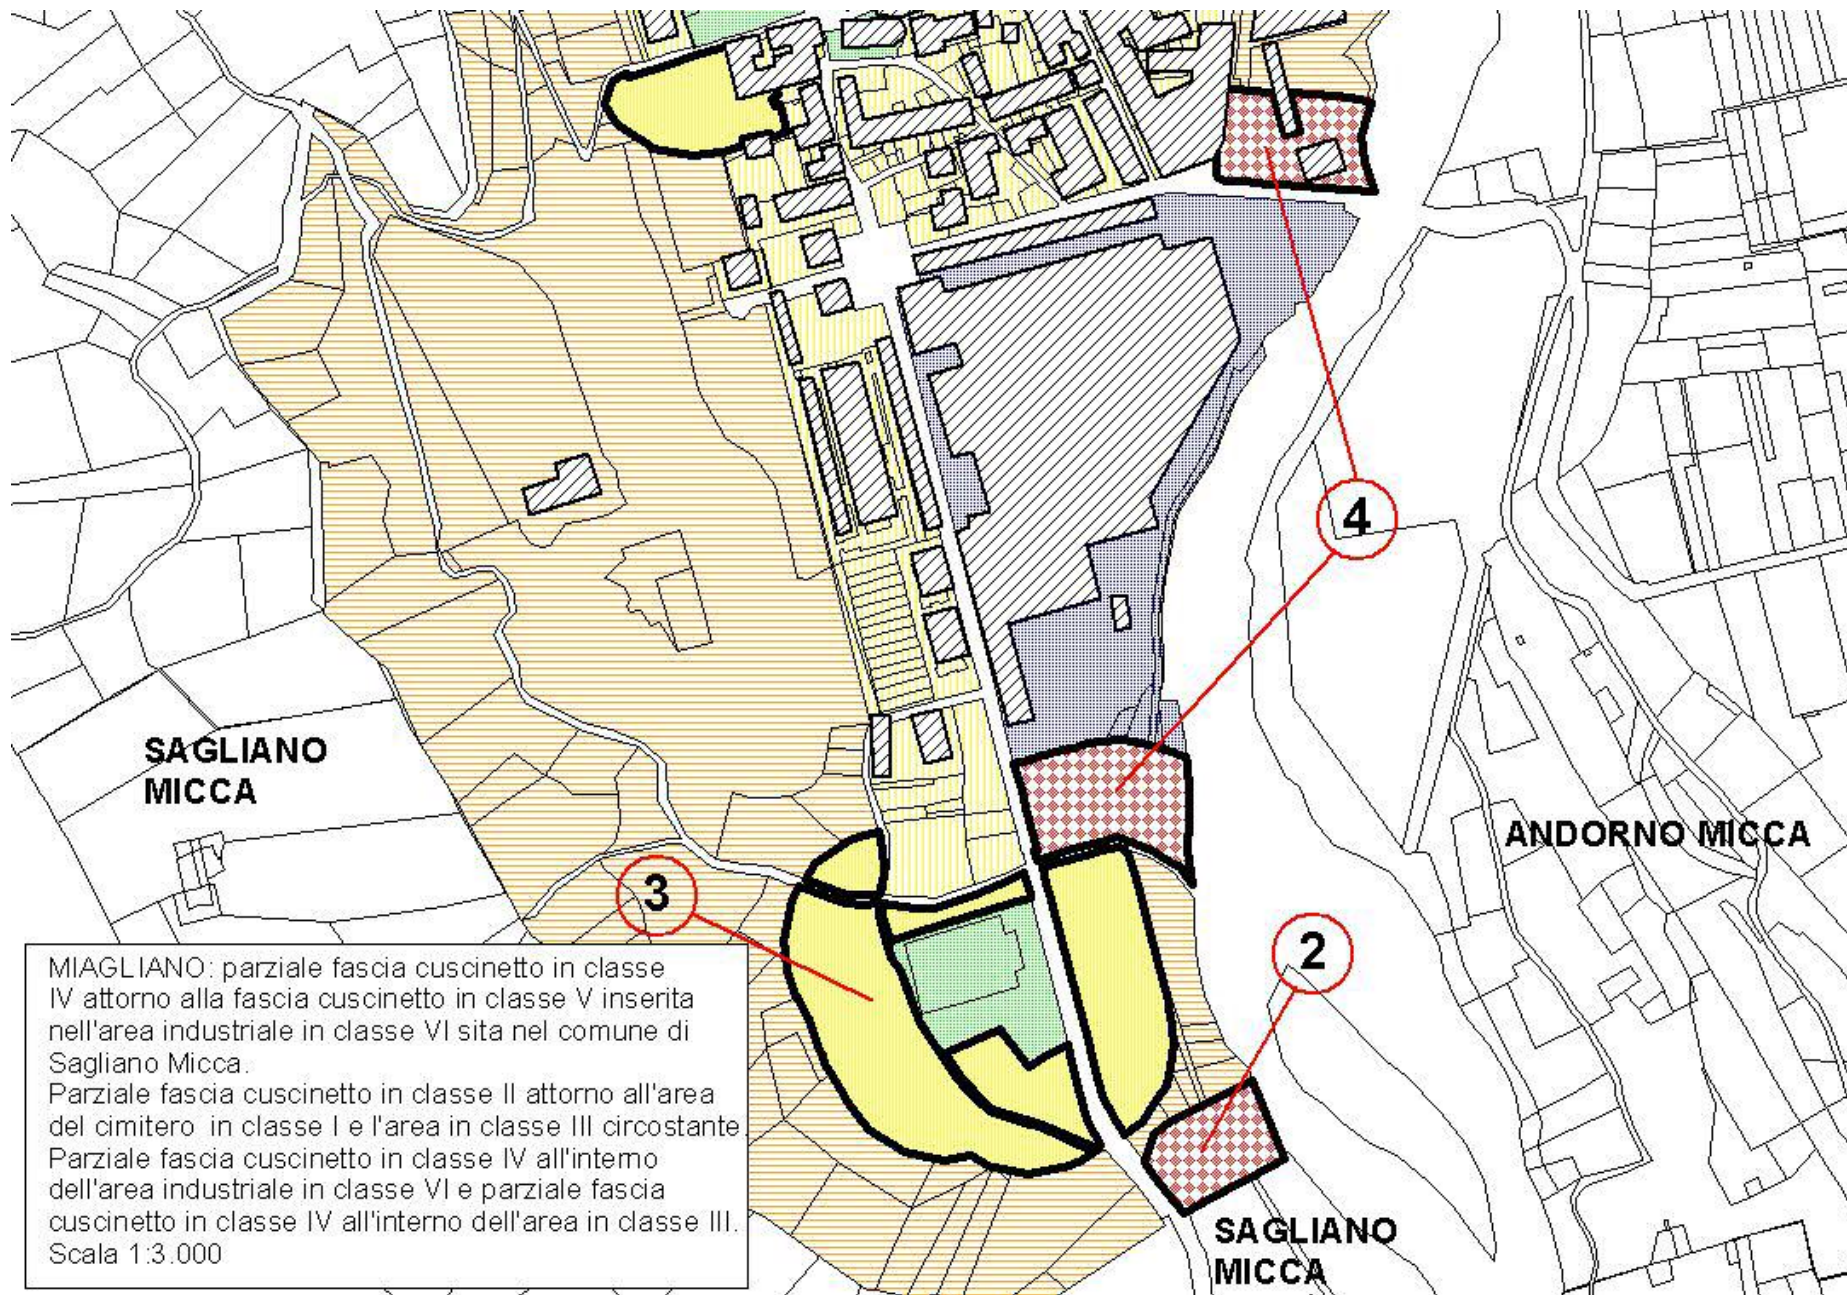 4
SAGLIANO
MICCA
ANDORNO MICCA
3
2
MIAGLIANO: parziale fascia cuscinetto in classe
IV attorno alla fascia cuscinetto in classe V inserita
nell'area industriale in classe VI sita nel comune di
Sagliano Micca.
Parziale fascia cuscinetto in classe II attorno all'area
del cimitero in classe I e l'area in classe III circostante.
Parziale fascia cuscinetto in classe IV all'interno
dell'area industriale in classe VI e parziale fascia
cuscinetto in classe IV all'interno dell'area in classe III.
Scala 1:3.000
SAGLIANO
MICCA